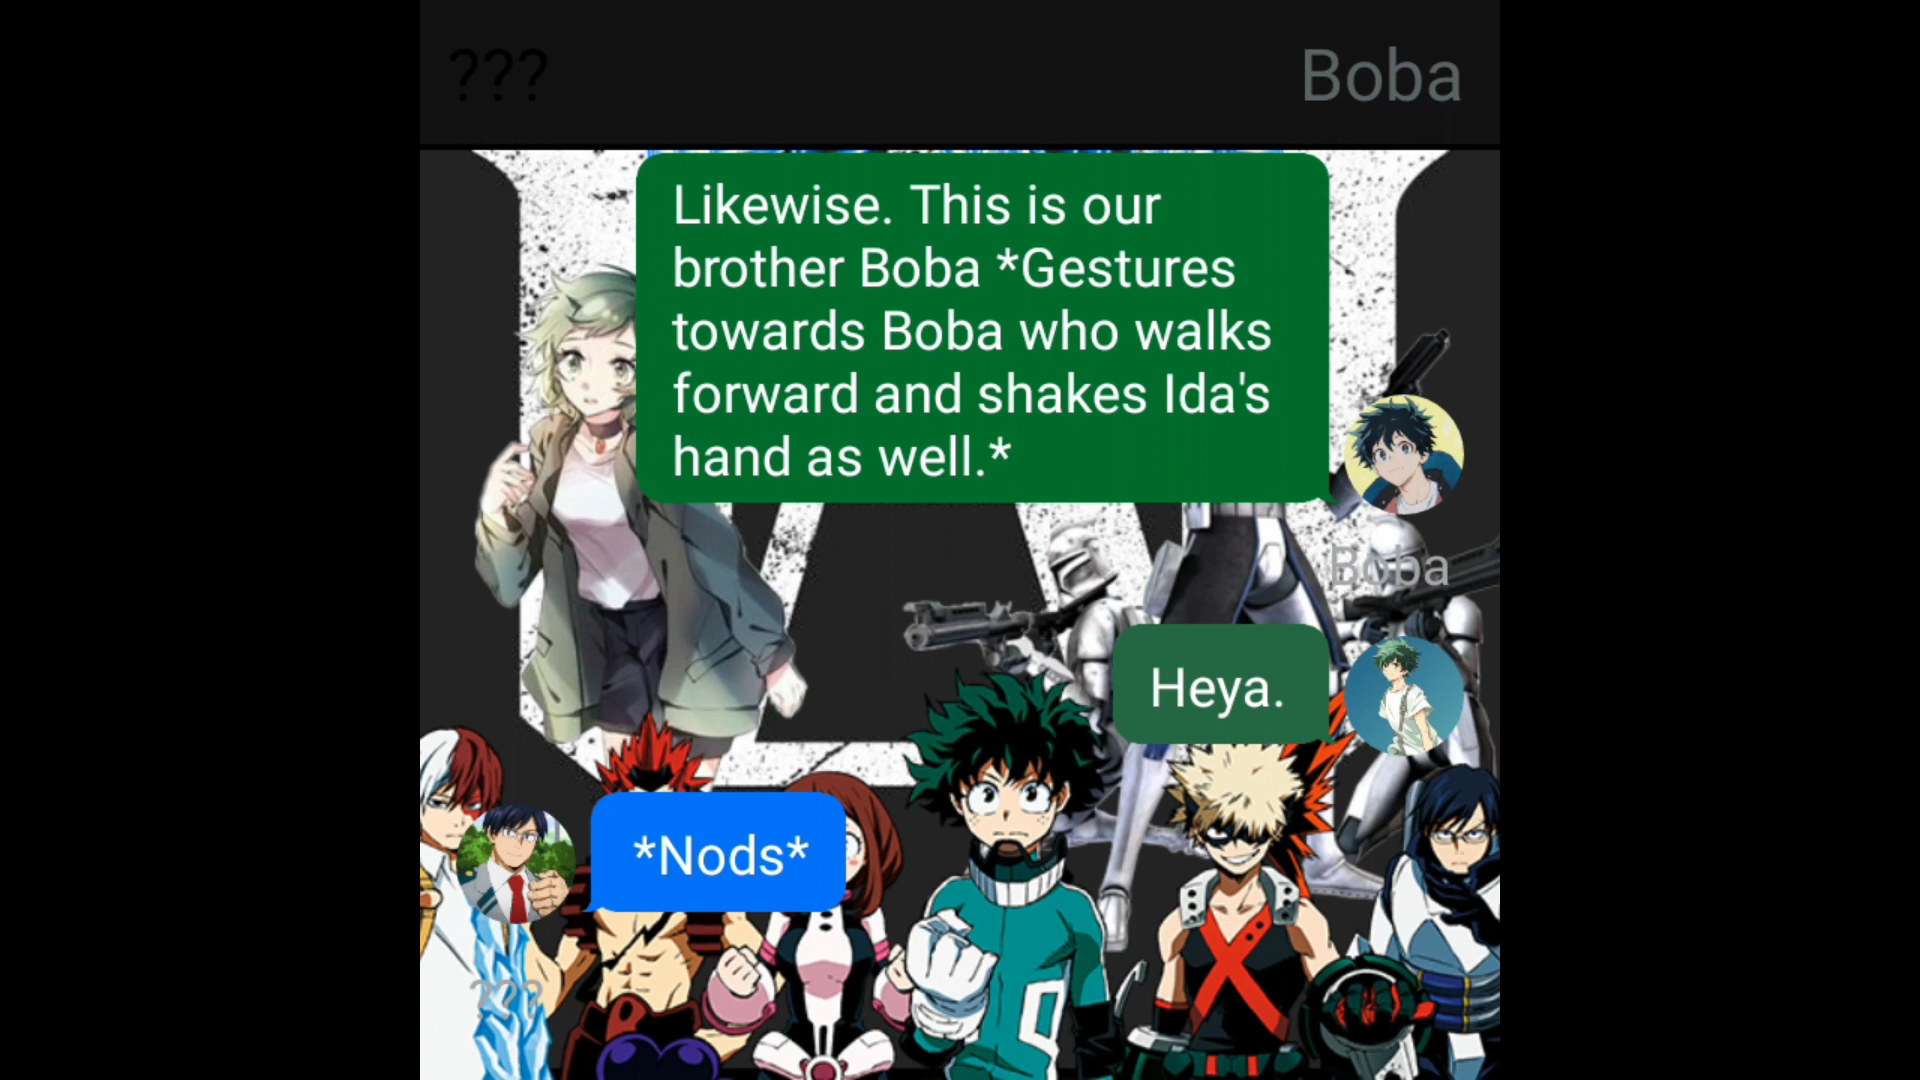 ???
Boba
Likewise. This is our
brother Boba *Gestures
towards Boba who walks
forward and shakes Ida's
hand as well.*
Boba
Heya.
*Nods*
???